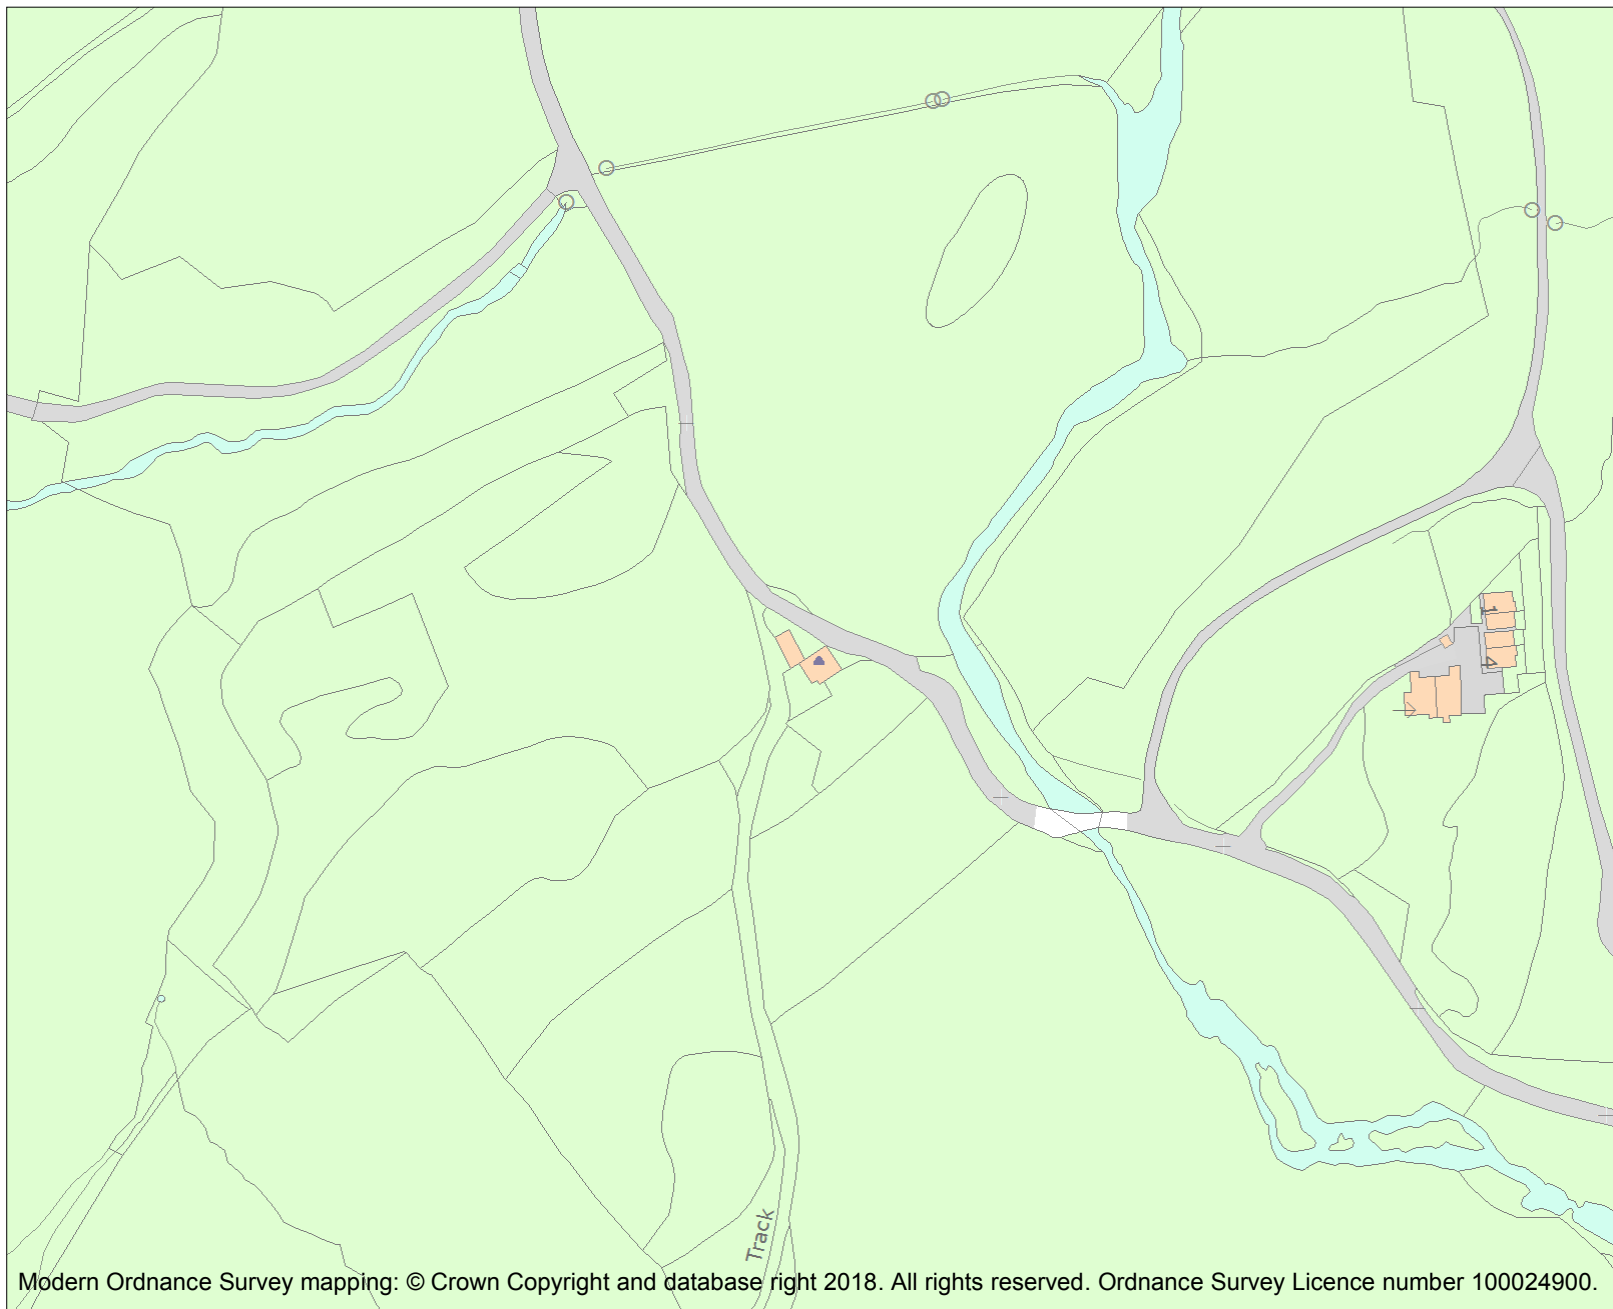 1
4
Track
Modern Ordnance Survey mapping: © Crown Copyright and database right 2018. All rights reserved. Ordnance Survey Licence number 100024900.